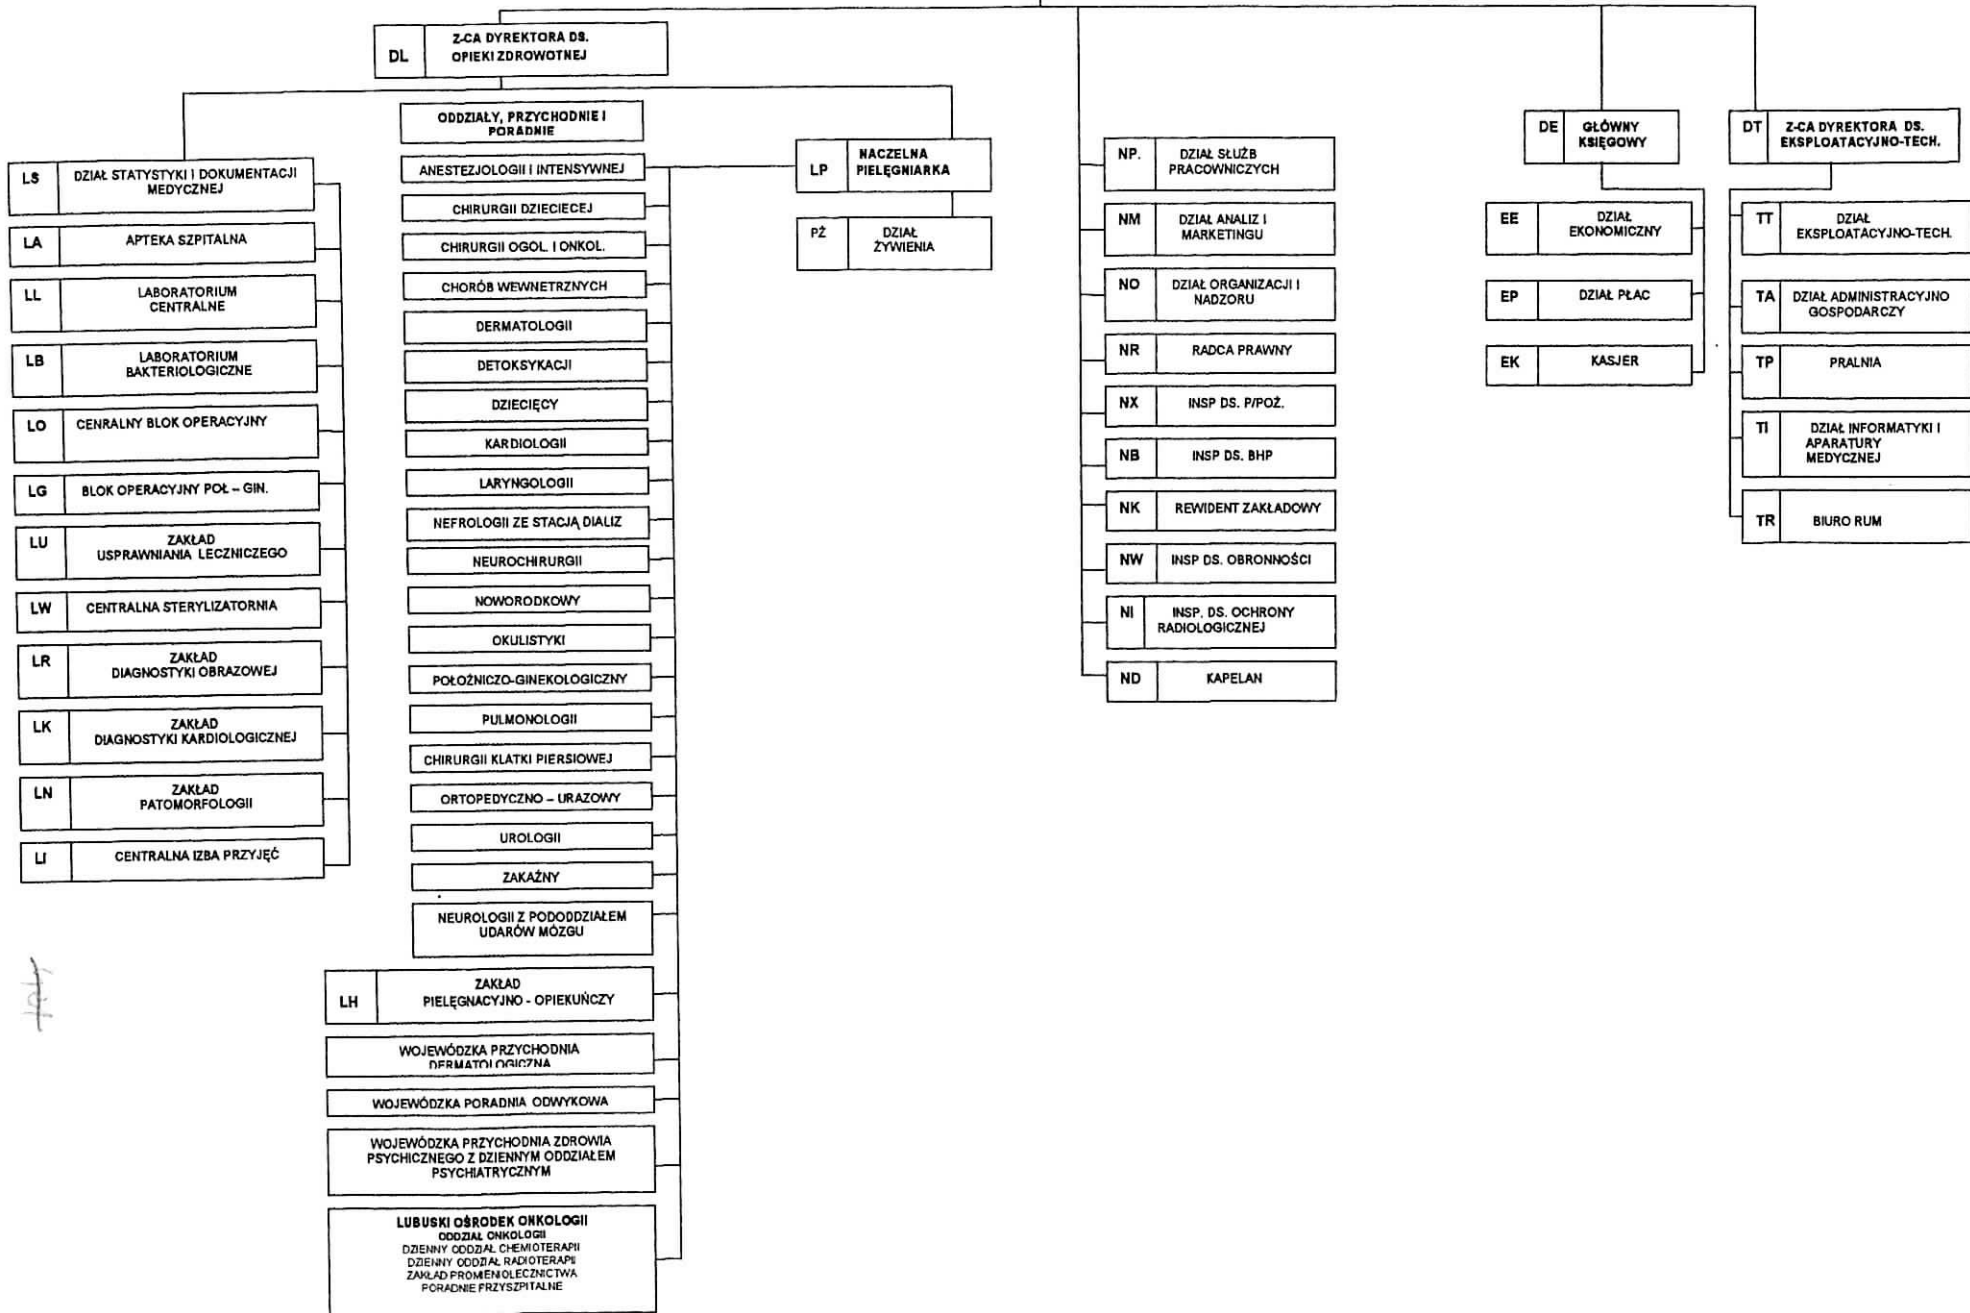 DL
Z-CA DYREKTORA DS.
OPIEKI ZDROWOTNEJ
LS
DZIAŁ STATYSTYKI I DOKUMENTACJI
MEDYCZNEJ
LA
APTEKA SZPITALNA
LL
LABORATORIUM
CENTRALNE
LB
LABORATORIUM
BAKTERIOLOGICZNE
LO
CENRALNY BLOK OPERACYJNY
LG
BLOK OPERACYJNY POŁ – GIN.
LU
ZAKŁAD
USPRAWNIANIA LECZNICZEGO
LW
CENTRALNA STERYLIZATORNIA
LR
ZAKŁAD
DIAGNOSTYKI OBRAZOWEJ
LK
ZAKŁAD
DIAGNOSTYKI KARDIOLOGICZNEJ
LN
ZAKŁAD
PATOMORFOLOGII
LI
CENTRALNA IZBA PRZYJĘĆ
ODDZIAŁY, PRZYCHODNIE I
PORADNIE
ANESTEZJOLOGII I INTENSYWNEJ
CHIRURGII DZIECIECEJ
CHIRURGII OGÓL. I ONKOL.
CHORÓB WEWNETRZNYCH
DERMATOLOGII
DETOKSYKACJI
DZIECIĘCY
KARDIOLOGII
LARYNGOLOGII
NEFROLOGII ZE STACJĄ DIALIZ
NEUROCHIRURGII
NOWORODKOWY
OKULISTYKI
POŁOŻNICZO-GINEKOLOGICZNY
PULMONOLOGII
CHIRURGII KLATKI PIERSIOWEJ
ORTOPEDYCZNO – URAZOWY
UROLOGII
ZAKAŹNY
NEUROLOGII Z PODODDZIAŁEM
UDARÓW MÓZGU
LH
ZAKŁAD
PIELĘGNACYJNO - OPIEKUŃCZY
WOJEWÓDZKA PRZYCHODNIA
DERMATOLOGICZNA
WOJEWÓDZKA PORADNIA ODWYKOWA
WOJEWÓDZKA PRZYCHODNIA ZDROWIA
PSYCHICZNEGO Z DZIENNYM ODDZIAŁEM
PSYCHIATRYCZNYM
LUBUSKI OŚRODEK ONKOLOGII
ODDZIAŁ ONKOLOGII
DZIENNY ODDZIAŁ CHEMIOTERAPII
DZIENNY ODDZIAŁ RADIOTERAPII
ZAKŁAD PROMIENIOLECZNICTWA
PORADNIE PRZYSZPITALNE
LP
NACZELNA
PIELĘGNIARKA
PŻ
DZIAŁ
ŻYWIENIA
NP.
DZIAŁ SŁUŻB
PRACOWNICZYCH
NM
DZIAŁ ANALIZ I
MARKETINGU
NO
DZIAŁ ORGANIZACJI I
NADZORU
NR
RADCA PRAWNY
NX
INSP DS. P/POŻ.
NB
INSP DS. BHP
NK
REWIDENT ZAKŁADOWY
NW
INSP DS. OBRONNOŚCI
NI
INSP. DS. OCHRONY
RADIOLOGICZNEJ
ND
KAPELAN
DE
GŁÓWNY
KSIĘGOWY
EE
DZIAŁ
EKONOMICZNY
EP
DZIAŁ PŁAC
EK
KASJER
DT
Z-CA DYREKTORA DS.
EKSPLOATACYJNO-TECH.
TT
DZIAŁ
EKSPLOATACYJNO-TECH.
TA
DZIAŁ ADMINISTRACYJNO
GOSPODARCZY
TP
PRALNIA
TI
DZIAŁ INFORMATYKI I
APARATURY
MEDYCZNEJ
TR
BIURO RUM